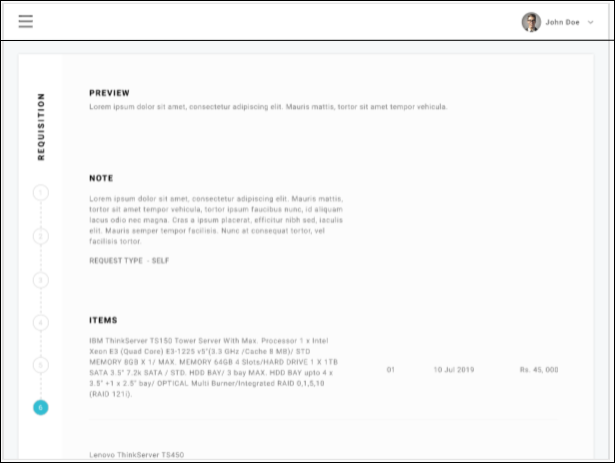 John Doe
REQUISITION
PREVIEW
Lorem ipsum dolor sit amet, consectetur adipiscing elit. Mauris mattis, tortor sit amet tempor vehicula.
NOTE
Lorem ipsum dolor sit amet, consectetur adipiscing elit. Mauris mattis,
tortor sit amet tempor vehicula, tortor ipsum faucibus nunc, id aliquam
lacus odio nec magna. Cras a ipsum placerat, efficitur nibh sed, iaculis
elit. Mauris semper tempor facilisis. Nunc at consequat tortor, vel
facilisis tortor.
REQUEST TYPE - SELF
1
2
3
4
5
6
ITEMS
IBM ThinkServer TS150 Tower Server With Max. Processor 1 x Intel
Xeon E3 (Quad Core) E3-1225 v5"(3.3 GHz /Cache 8 MB)/ STD
MEMORY 8GB X 1/ MAX. MEMORY 64GB 4 Slots/HARD DRIVE 1 X 1TB
SATA 3.5" 7.2k SATA / STD. HDD BAY/ 3 bay MAX. HDD BAY upto 4 x
3.5" +1 x 2.5" bay/ OPTICAL Multi Burner/Integrated RAID 0,1,5,10
(RAID 121i).
01
10 Jul 2019
Rs. 45, 000
Lenovo ThinkServer TS450